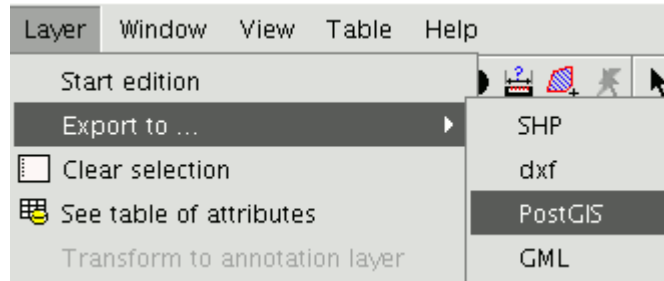 Layer Window View Table Help
Start edition
Export to ...
SHP
Clear selection
dxf
See table of attributes
PostGIS
Transform to annotation layer
GML